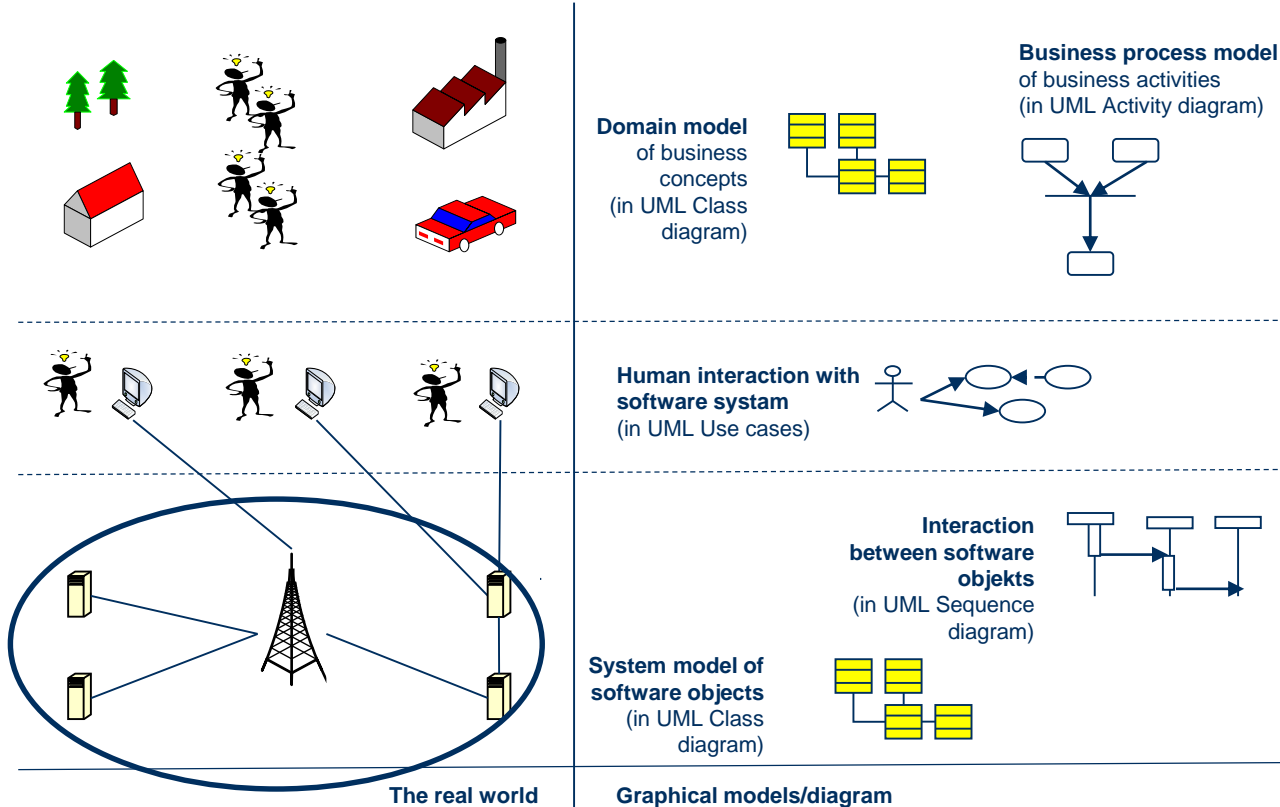 Business process model
of business activities
(in UML Activity diagram)
Domain model
of business
concepts
(in UML Class
diagram)
Human interaction with
software systam
(in UML Use cases)
Interaction
between software
objekts
(in UML Sequence
diagram)
System model of
software objects
(in UML Class
diagram)
The real world
Graphical models/diagram